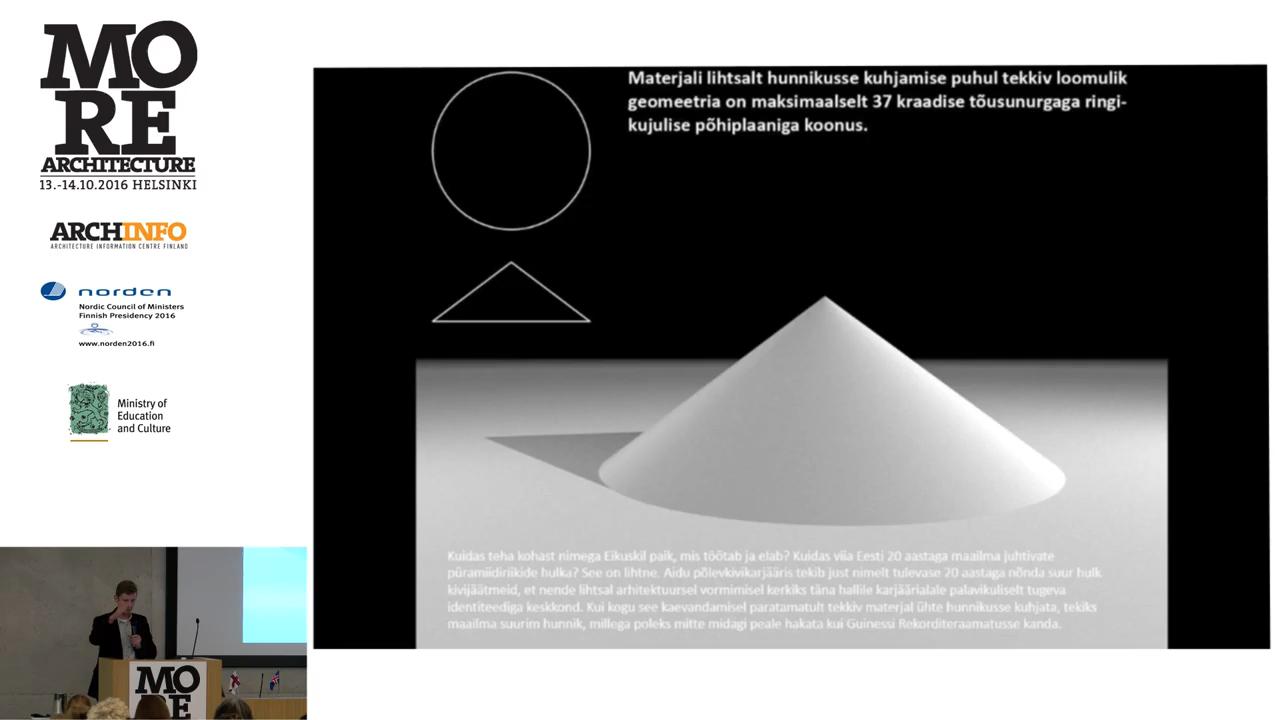 MO
RE
ARCHITECTURE
13.-14.10.2016 HELSINKI
ARCHINFO
ARCHITECTURE INFORMATION CENTRE FINLAND
norden
Nordic Council of Ministers
Finnish Presidency 2016
www.norden2016.fi
Ministry of
Education
and Culture
Materjali lihtsalt hunnikusse kuhjamise puhul tekkiv loomulik
geomeetria on maksimaalselt 37 kraadise tõusunurgaga ringi-
kujulise põhiplaaniga koonus.
Kuidas teha kohast nimega Eikuskil paik, mis töötab ja elab? Kuidas viia Eesti 20 aastaga maailma juhtivate
püramiidiriikide hulka? See on lihtne. Aidu põlevkivikarjääris tekib just nimelt tulevase 20 aastaga nõnda suur hulk
kivijäätmeid, et nende lihtsal arhitektuursel vormimisel kerkiks täna hallile karjäärialale palavikuliselt tugeva
identiteediga keskkond. Kui kogu see kaevandamisel paratamatult tekkiv materjal ühte hunnikusse kuhjata, tekiks
maailma suurim hunnik, millega poleks mitte midagi peale hakata kui Guinessi Rekorditeraamatusse kanda.
MO
RE